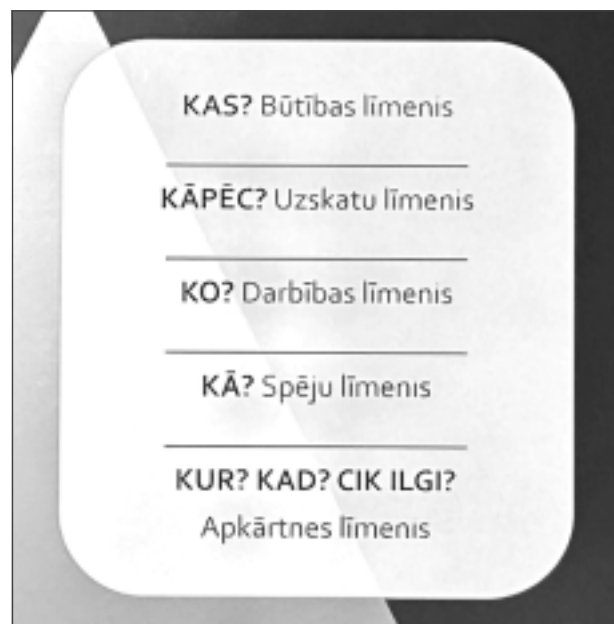 KAS? Būtības līmenis
KĀPĒC? Uzskatu līmenis
KO? Darbības līmenis
KĀ? Spēju līmenis
KUR? KAD? CIK ILGI?
Apkārtnes līmenis